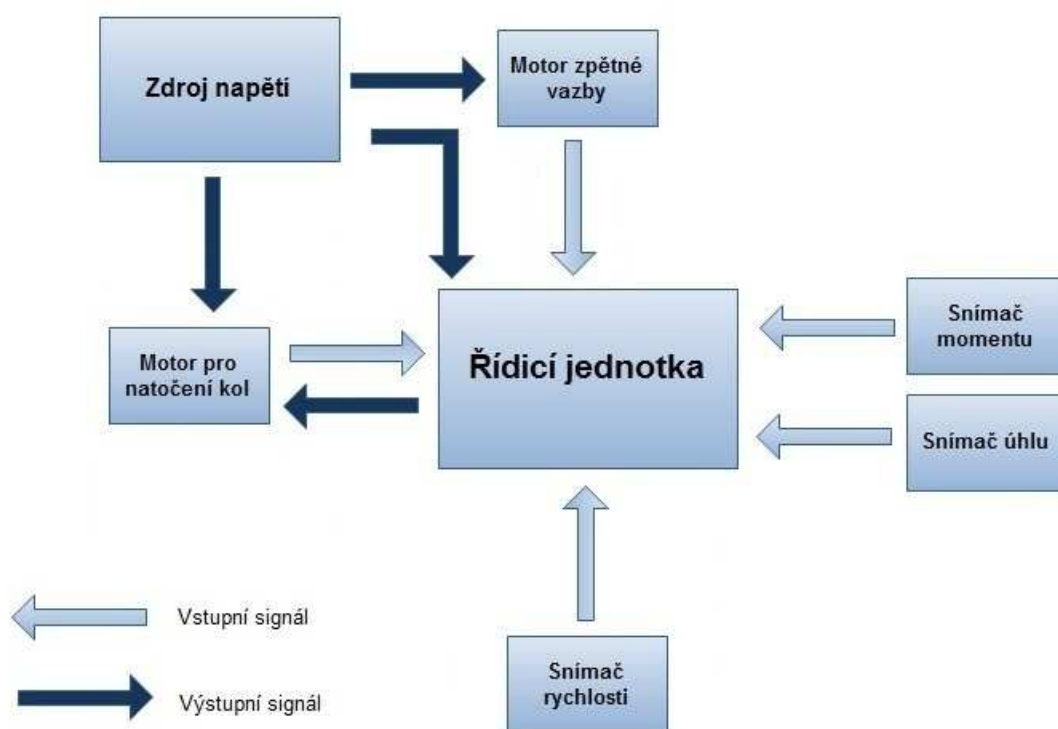 Zdroj napětí
Motor zpětné
vazby
Řídicí jednotka
Snímač
momentu
Motor pro
natočení kol
Snímač úhlu
Vstupní signál
Snímač
rychlosti
Výstupní signál